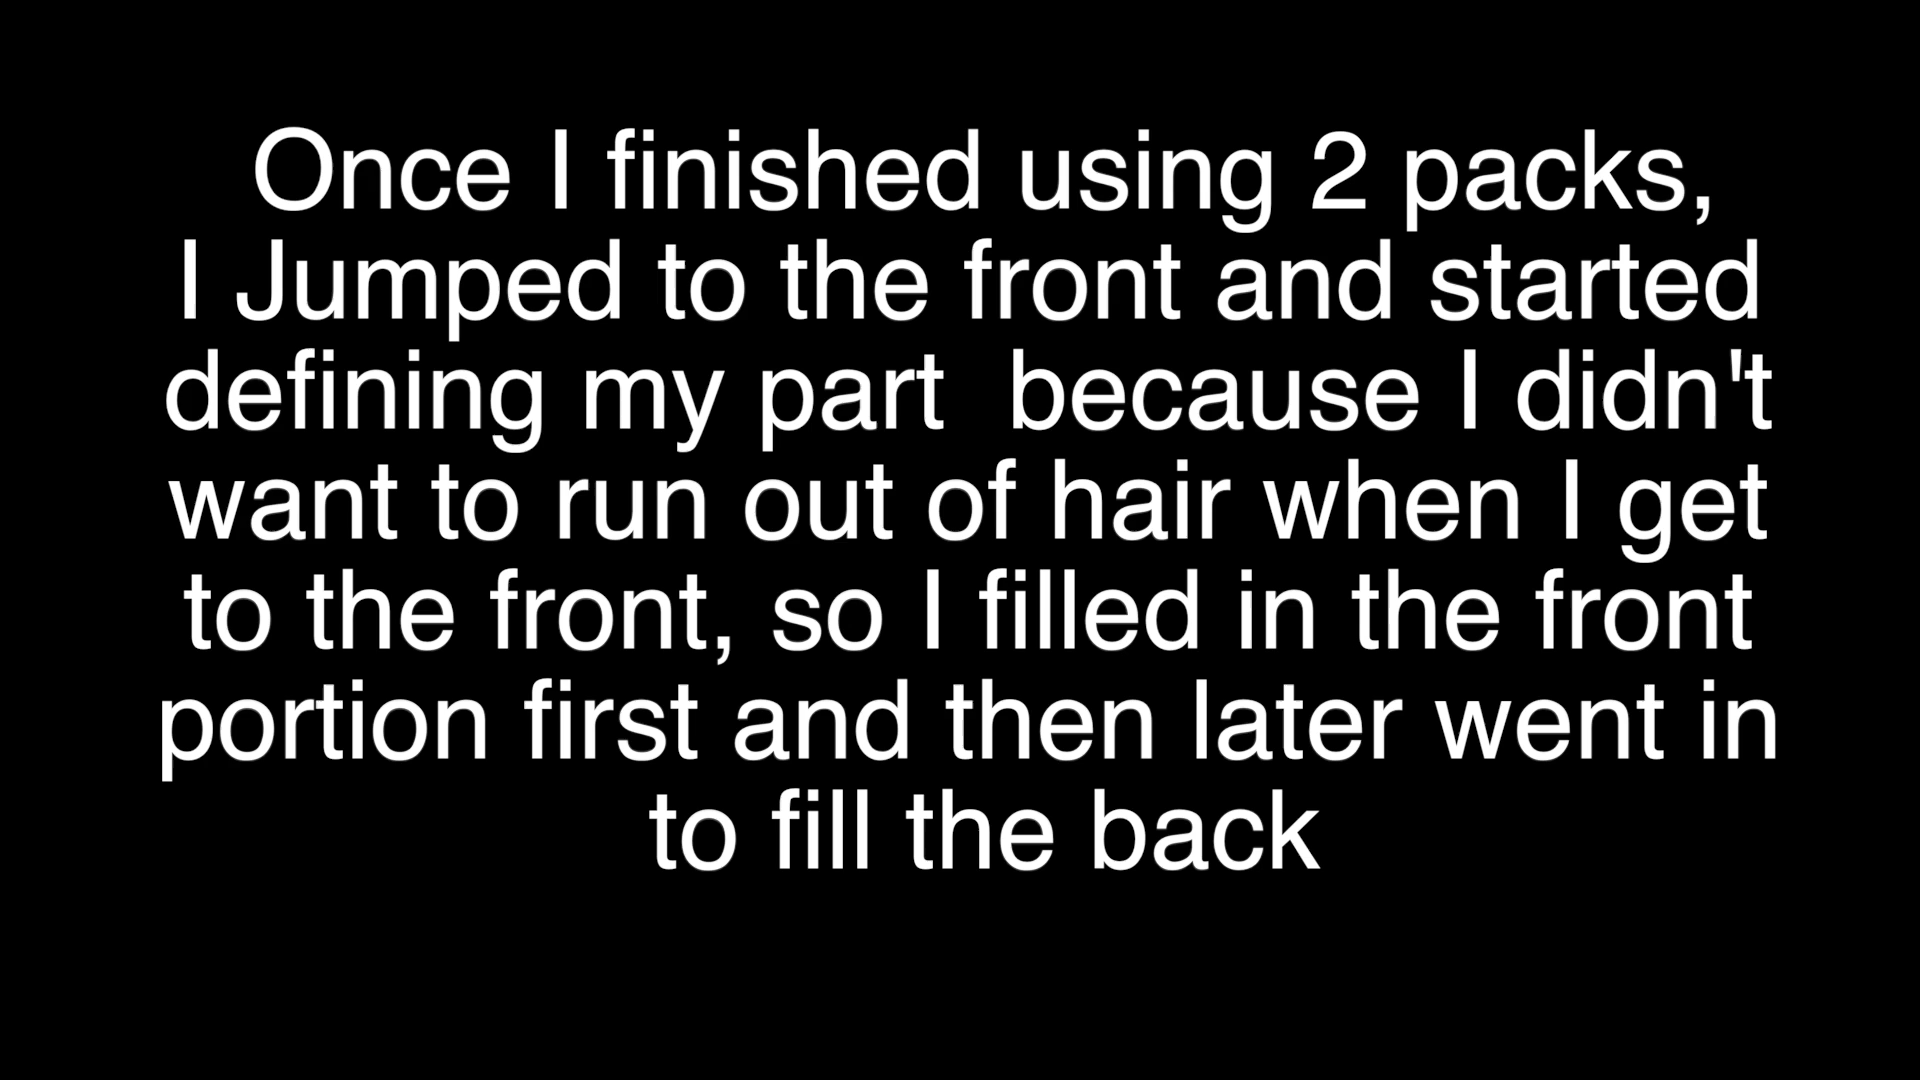 Once I finished using 2 packs,
I Jumped to the front and started
defining my part  because I didn't
want to run out of hair when I get
to the front, so I filled in the front
portion first and then later went in
to fill the back